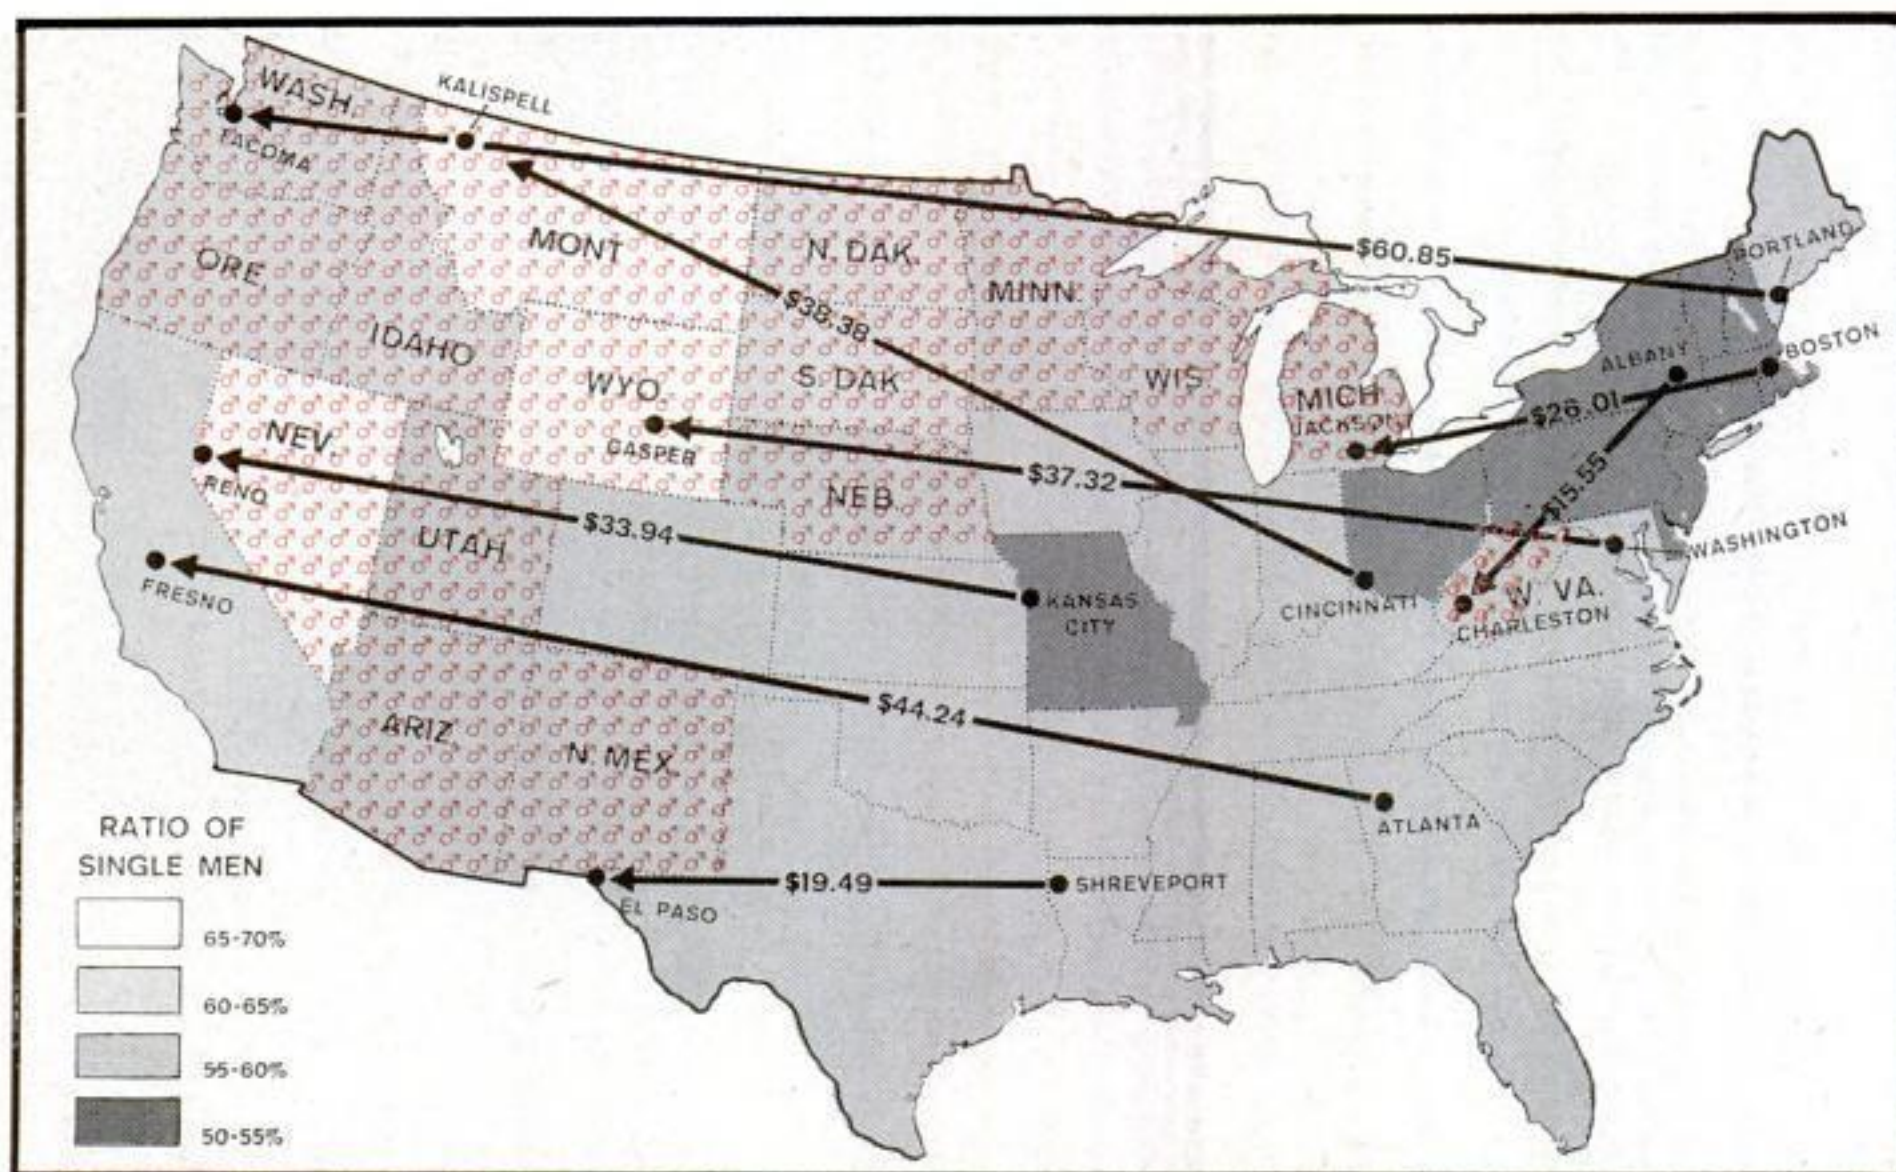 WASH.
KALISPELL
TACOMA
MONT
N. DAK.
$60.85
PORTLAND
ORE.
MINN.
$38.38
IDAHO
WYO.
S. DAK
WIS.
MICH
JACKSON
ALBANY
BOSTON
$26.01
NEV.
GASPER
RENO
$37.32
NEB
$15.55
UTAH
$33.94
WASHINGTON
FRESNO
KANSAS
CITY
CINCINNATI
W. VA.
CHARLESTON
ARIZ
N. MEX.
$44.24
ATLANTA
$19.49
SHREVEPORT
EL PASO
RATIO OF
SINGLE MEN
65-70%
60-65%
55-60%
50-55%